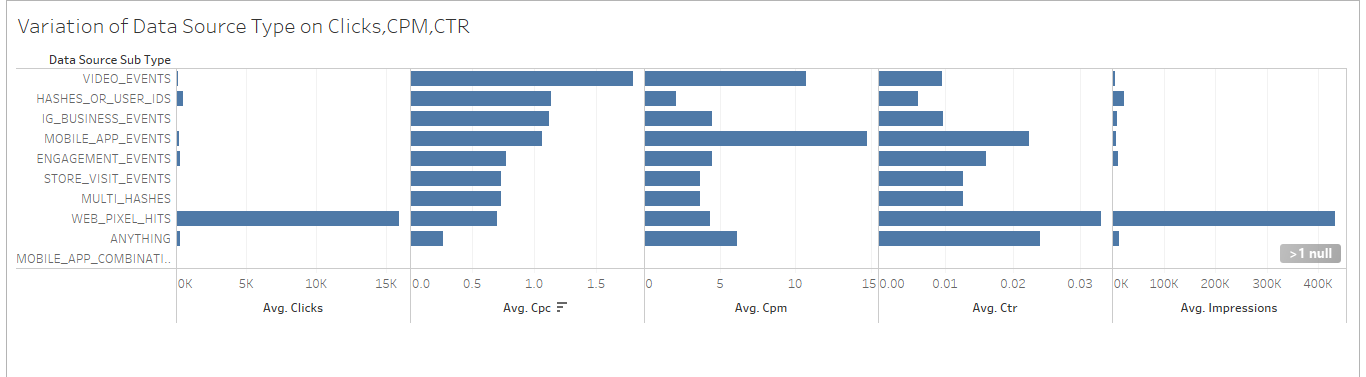 Variation of Data Source Type on Clicks,CPM,CTR
Data Source Sub Type
VIDEO_EVENTS
HASHES_OR_USER_IDS
IG_BUSINESS_EVENTS
MOBILE_APP_EVENTS
ENGAGEMENT_EVENTS
STORE_VISIT_EVENTS
MULTI_HASHES
WEB_PIXEL_HITS
ANYTHING
>1 null
MOBILE_APP_COMBINATI..
0K 5K 10K 15K 0.0 0.5 1.0 1.5 0 5 10 15 0.00 0.01 0.02 0.03 0K 100K 200K 300K 400K
Avg. Clicks Avg. Cpc Avg. Cpm Avg. Ctr Avg. Impressions